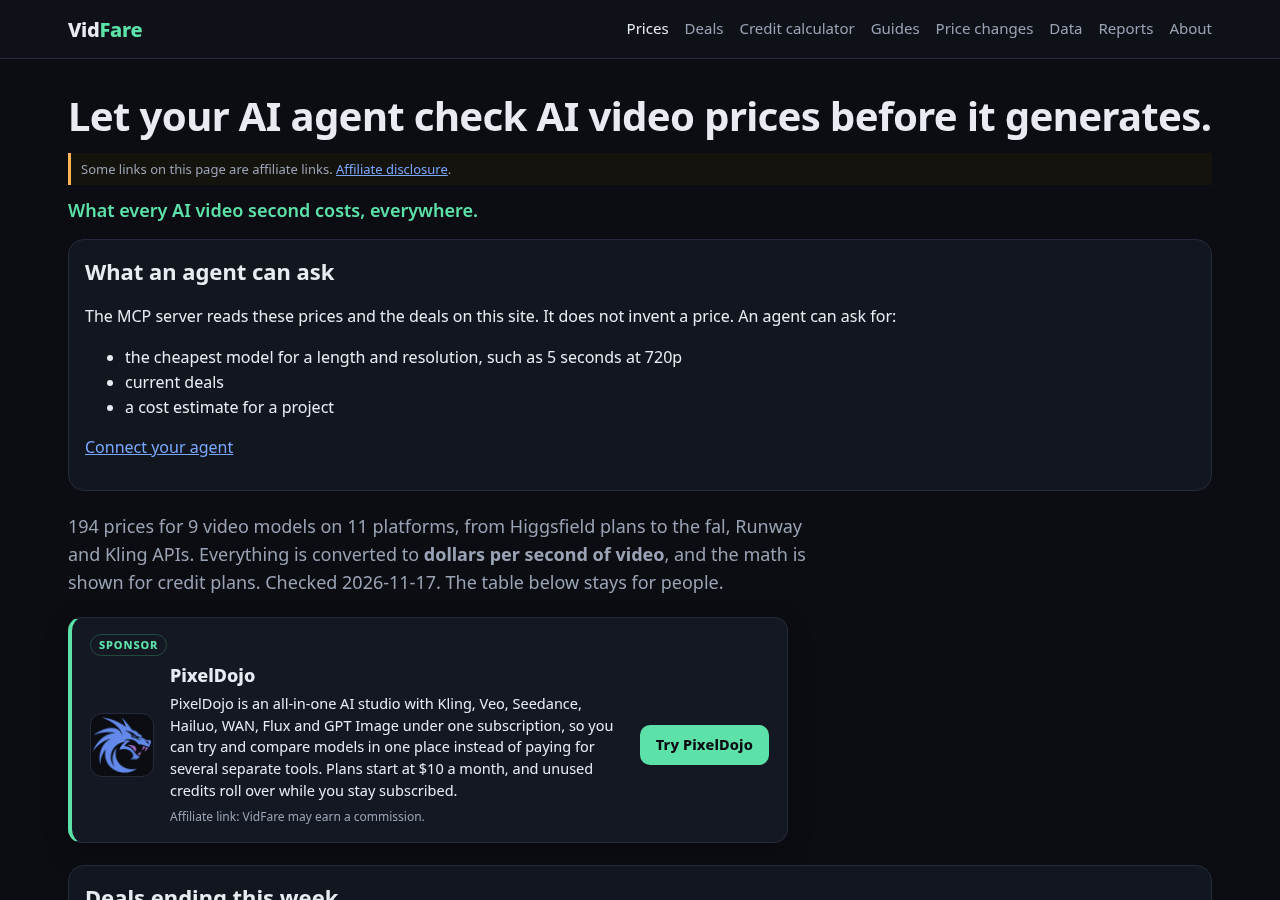 VidFare
Prices Deals Credit calculator Guides Price changes Data Reports About
Let your AI agent check AI video prices before it generates.
Some links on this page are affiliate links. Affiliate disclosure.
What every AI video second costs, everywhere.
What an agent can ask
The MCP server reads these prices and the deals on this site. It does not invent a price. An agent can ask for:
• the cheapest model for a length and resolution, such as 5 seconds at 720p
• current deals
• a cost estimate for a project
Connect your agent
194 prices for 9 video models on 11 platforms, from Higgsfield plans to the fal, Runway
and Kling APIs. Everything is converted to dollars per second of video, and the math is
shown for credit plans. Checked 2026-11-17. The table below stays for people.
SPONSOR
PixelDojo
PixelDojo is an all-in-one AI studio with Kling, Veo, Seedance,
Hailuo, WAN, Flux and GPT Image under one subscription, so you
can try and compare models in one place instead of paying for
several separate tools. Plans start at $10 a month, and unused
credits roll over while you stay subscribed.
Affiliate link: VidFare may earn a commission.
Try PixelDojo
Deals ending this week